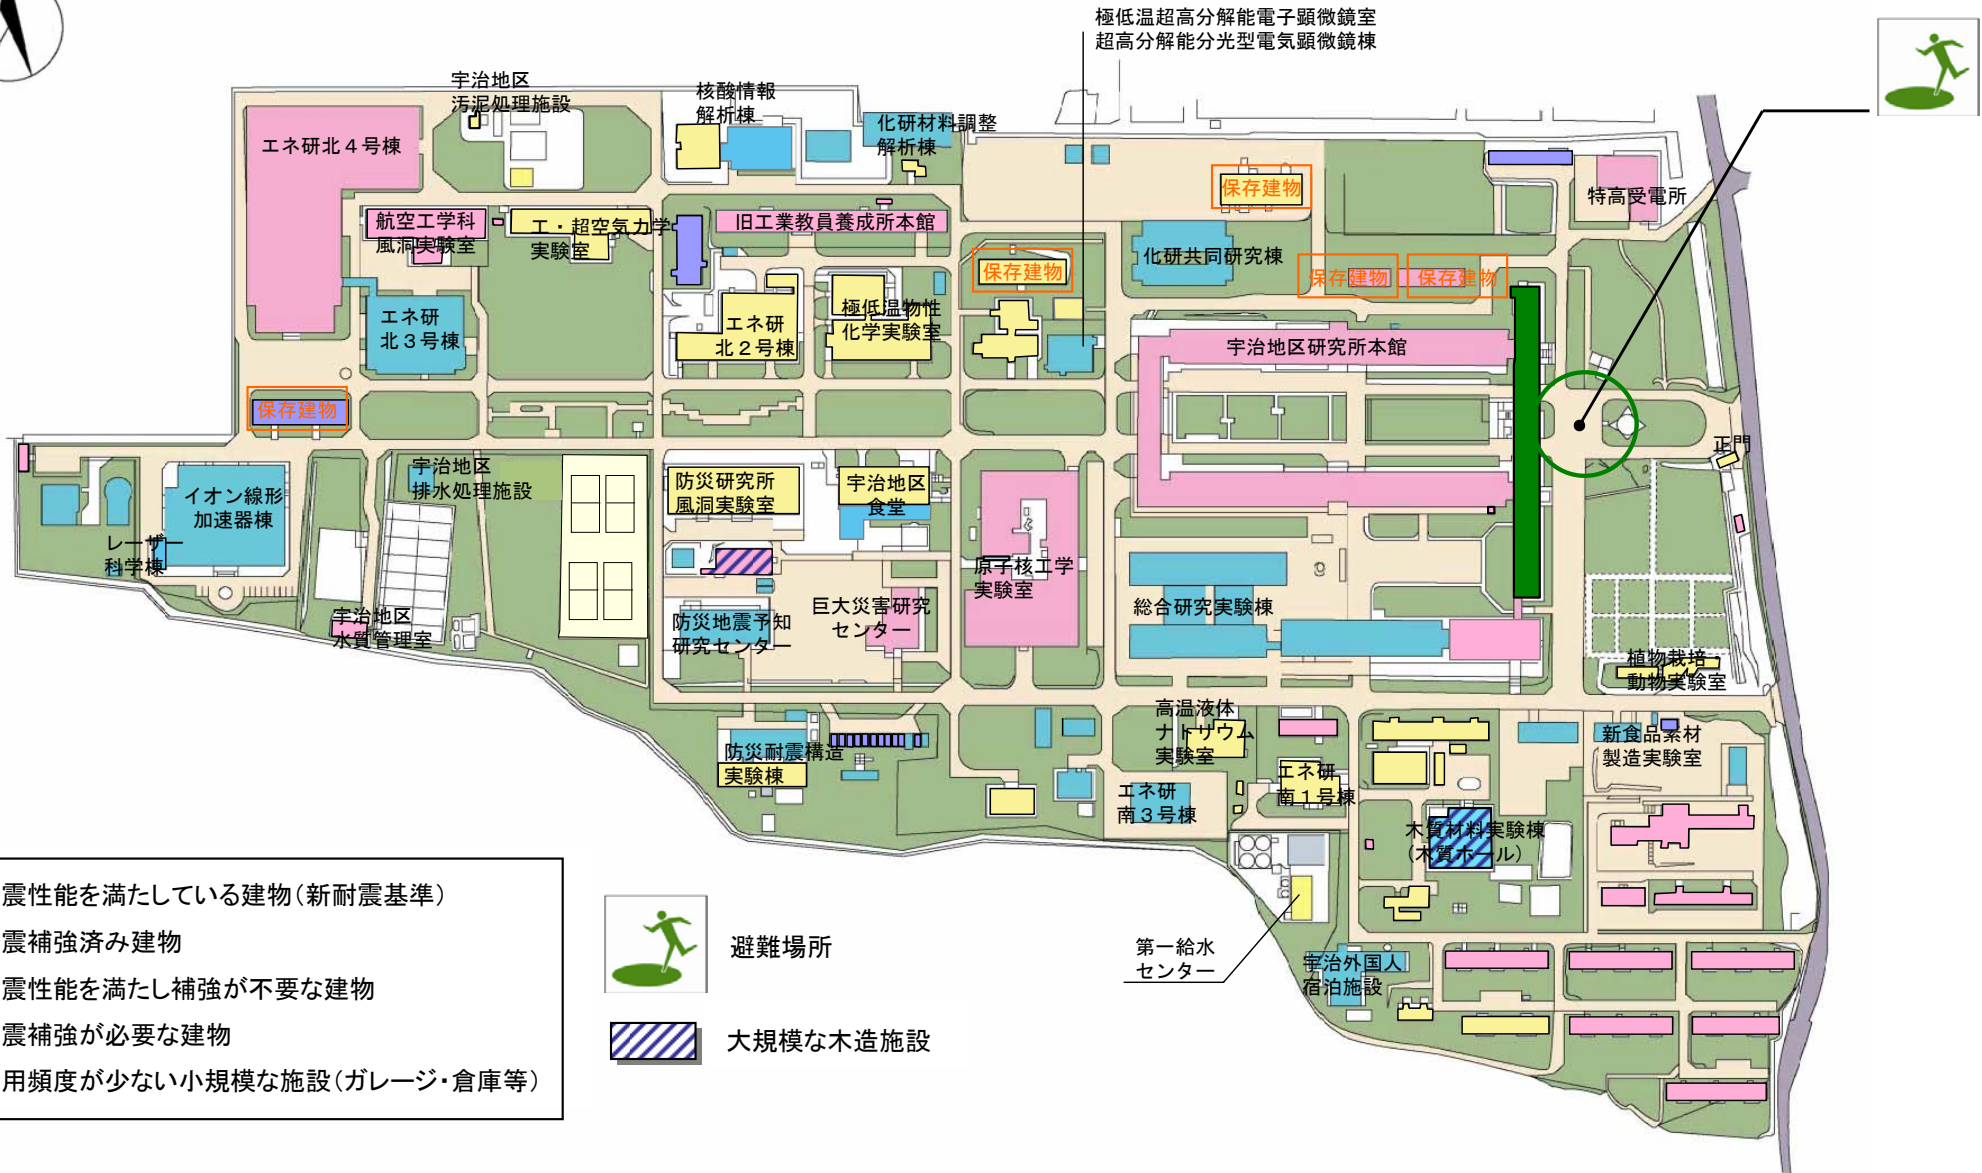 極低温超高分解能電子顕微鏡室
超高分解能分光型電気顕微鏡棟
宇治地区
汚泥処理施設
核酸情報
解析棟
化研材料調整
解析棟
エネ研北４号棟
保存建物
特高受電所
航空工学科
風洞実験室
工・超空気力学
実験室
旧工業教員養成所本館
化研共同研究棟
保存建物
保存建物
保存建物
エネ研
北３号棟
エネ研
北２号棟
極低温物性
化学実験室
宇治地区研究所本館
保存建物
正門
イオン線形
加速器棟
宇治地区
排水処理施設
防災研究所
風洞実験室
宇治地区
食堂
レーザー
科学棟
原子核工学
実験室
宇治地区
水質管理室
防災地震予知
研究センター
巨大災害研究
センター
総合研究実験棟
植物栽培・
動物実験室
防災耐震構造
実験棟
高温液体
ナトリウム
実験室
新食品素材
製造実験室
エネ研
南３号棟
エネ研
南１号棟
木質材料実験棟
（木質ホール）
第一給水
センター
宇治外国人
宿泊施設
震性能を満たしている建物（新耐震基準）
震補強済み建物
震性能を満たし補強が不要な建物
震補強が必要な建物
用頻度が少ない小規模な施設（ガレージ・倉庫等）
避難場所
大規模な木造施設